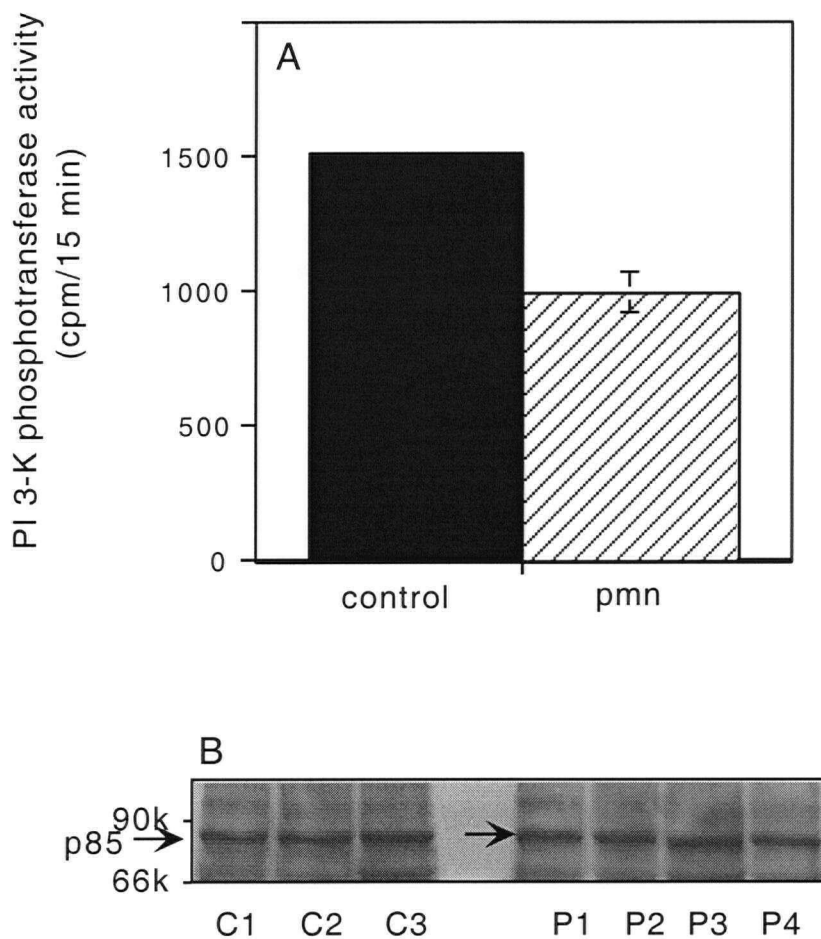 A
PI 3-K phosphotransferase activity
(cpm/15 min)
1500
1000
500
0
control pmn
B
90k
p85
66k
C1 C2 C3 P1 P2 P3 P4